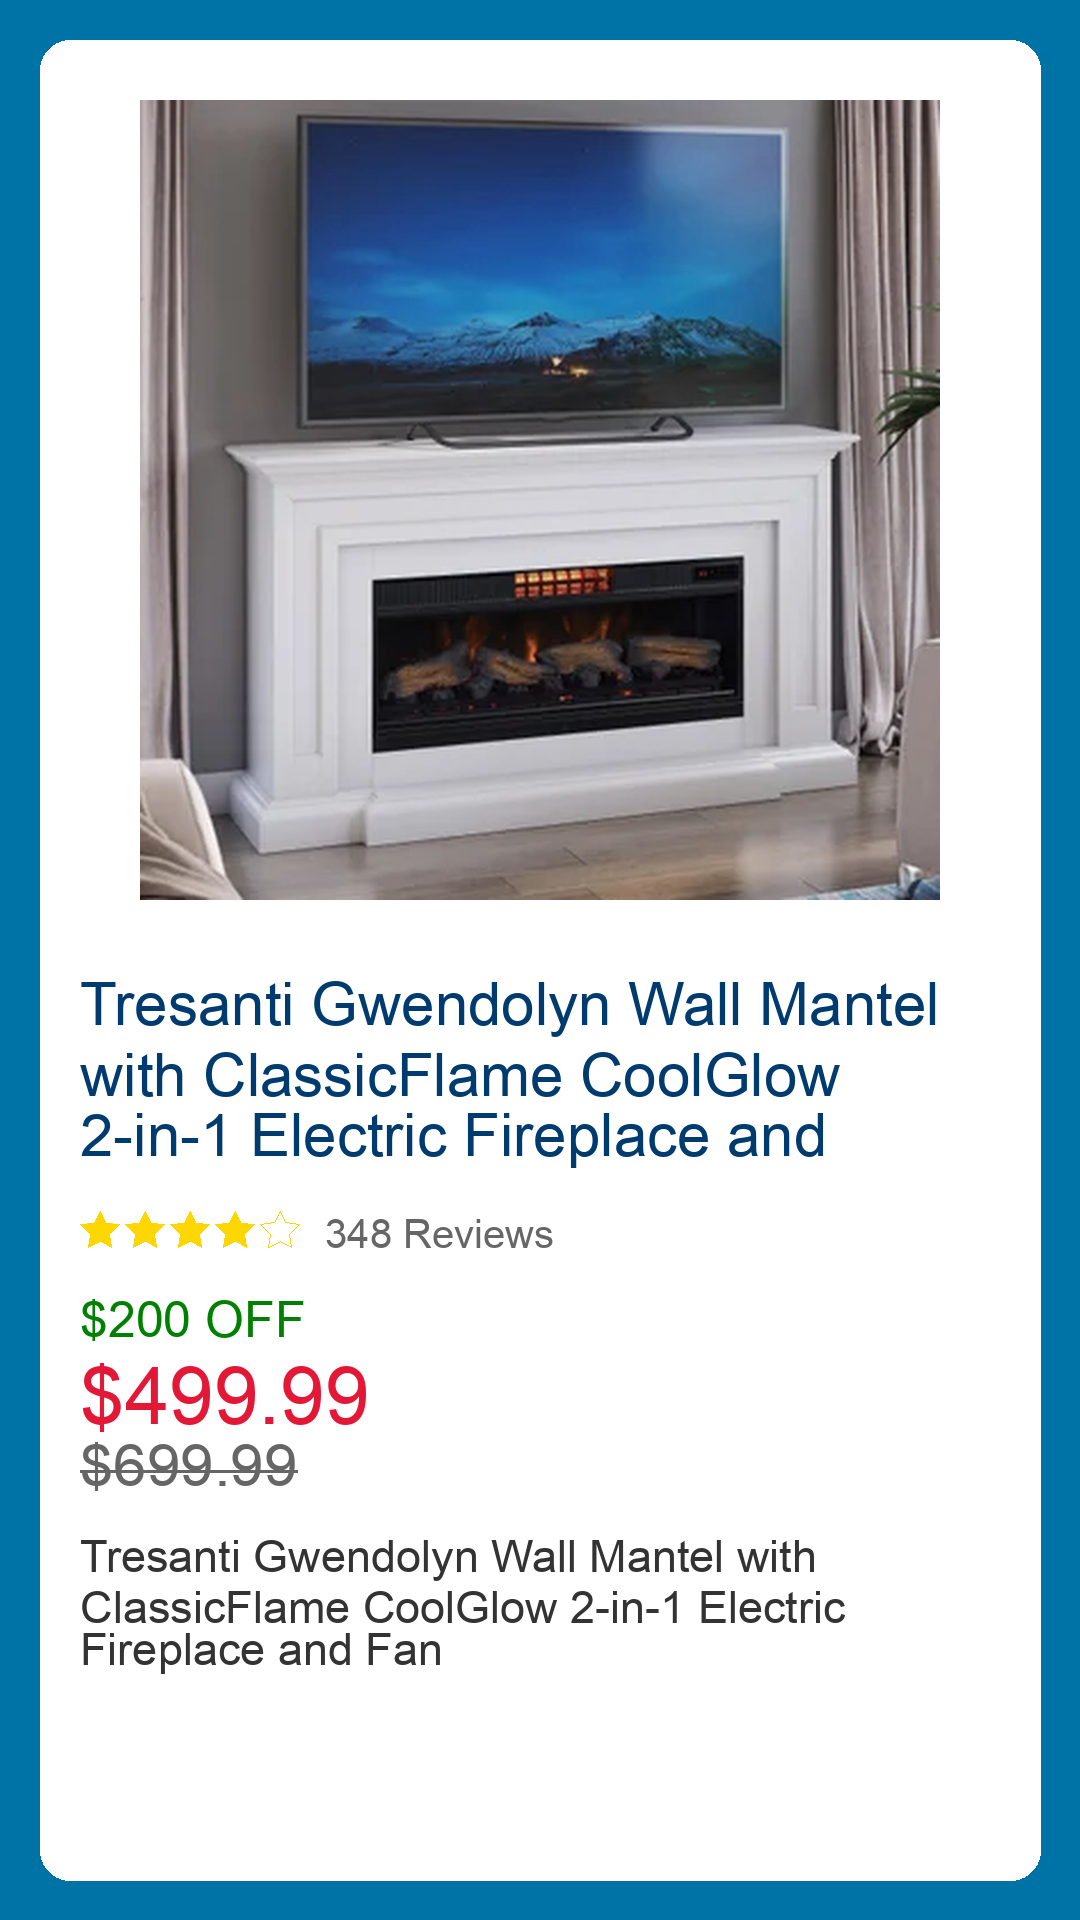 Tresanti Gwendolyn Wall Mantel
with ClassicFlame CoolGlow
2-in-1 Electric Fireplace and
348 Reviews
$200 OFF
$499.99
$699.99
Tresanti Gwendolyn Wall Mantel with
ClassicFlame CoolGlow 2-in-1 Electric
Fireplace and Fan